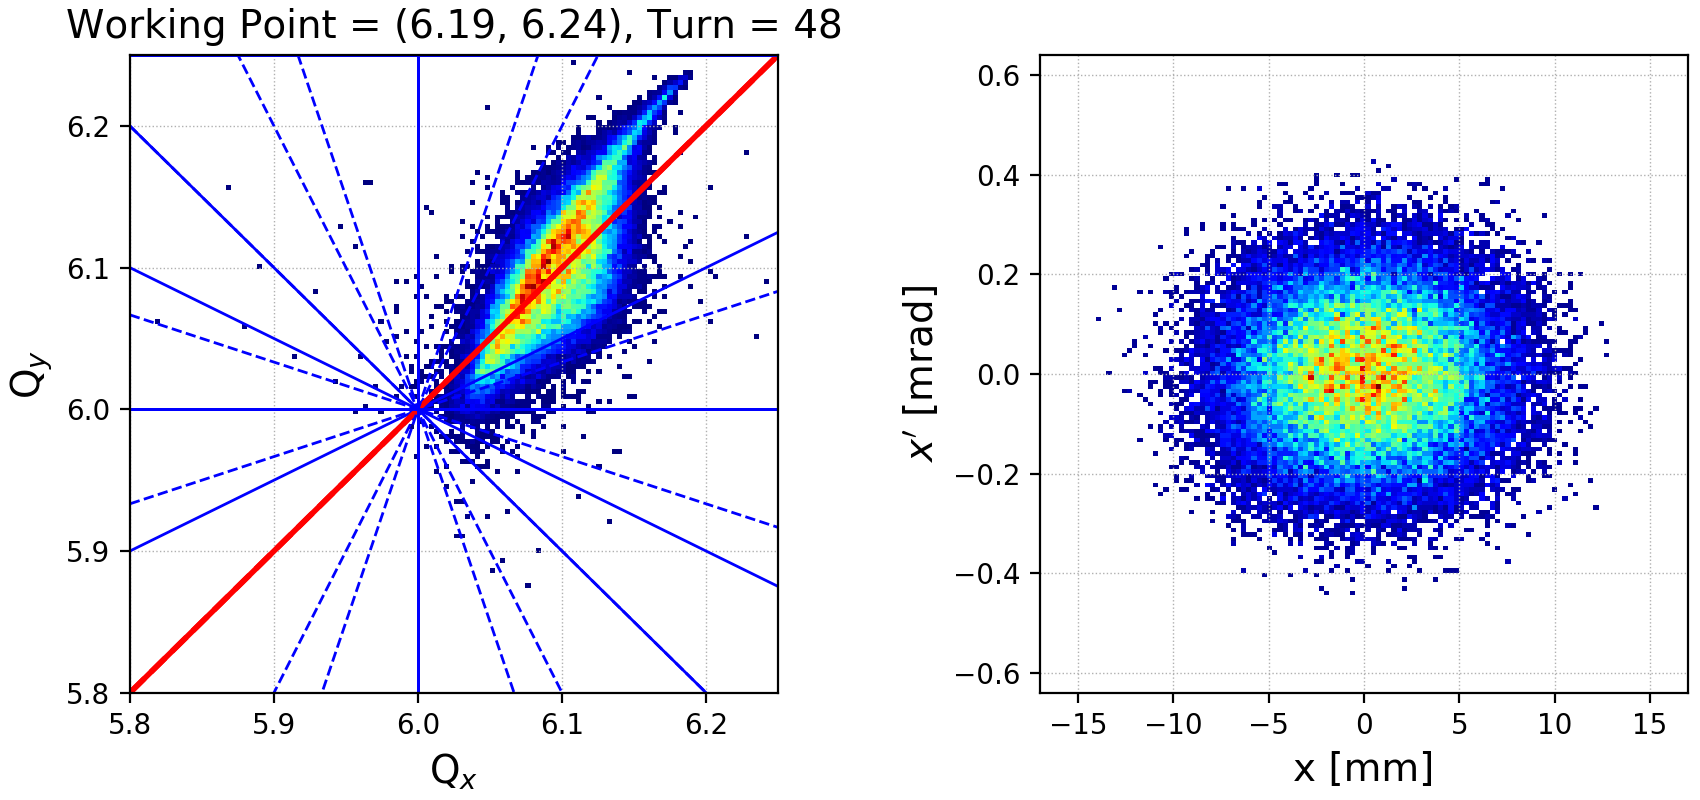 Working Point = (6.19, 6.24), Turn = 48
6.2
6.1
6.0
5.9
5.8
Q_y
5.8 5.9 6.0 6.1 6.2
Q_x
0.6
0.4
0.2
0.0
−0.2
−0.4
−0.6
x′ [mrad]
−15 −10 −5 0 5 10 15
x [mm]